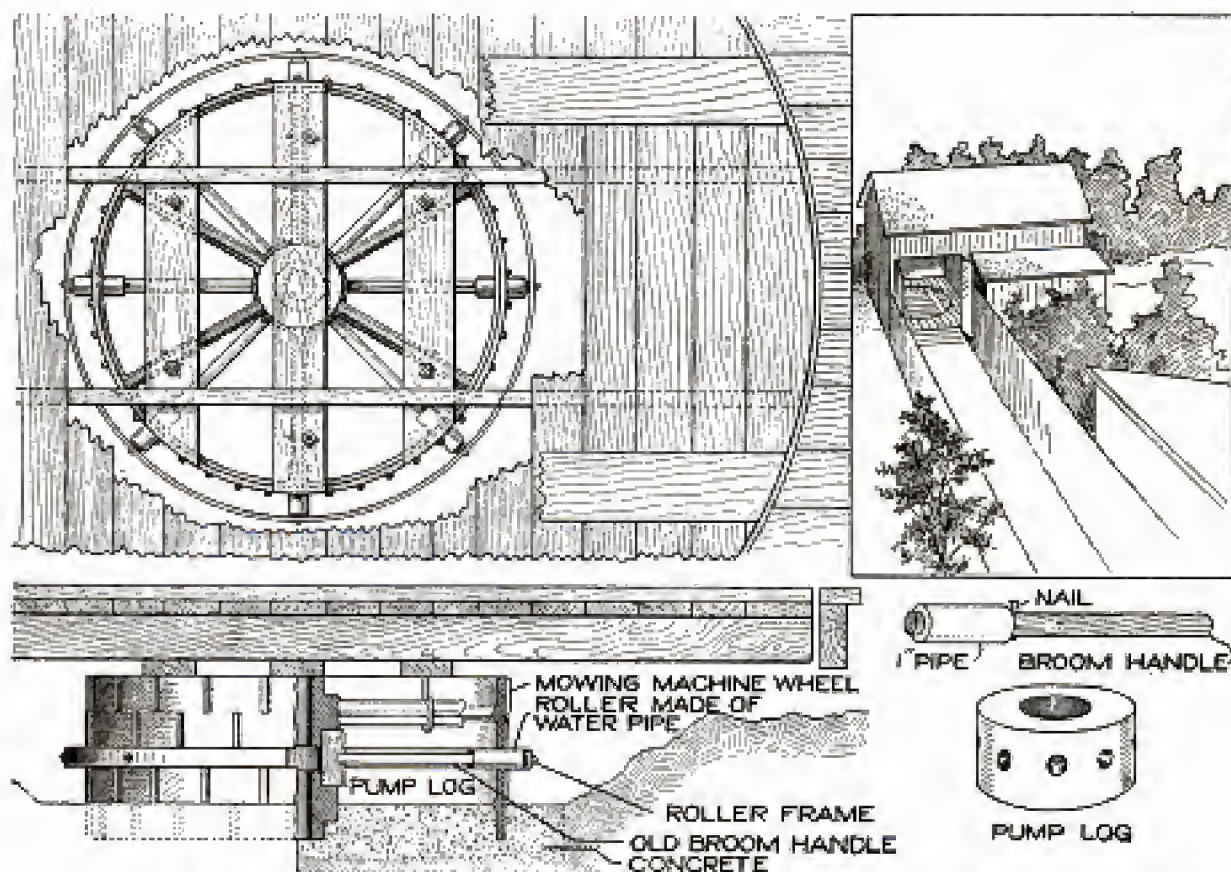 NAIL
1" PIPE BROOM HANDLE
MOWING MACHINE WHEEL
ROLLER MADE OF
WATER PIPE
PUMP LOG
ROLLER FRAME
OLD BROOM HANDLE
CONCRETE
PUMP LOG